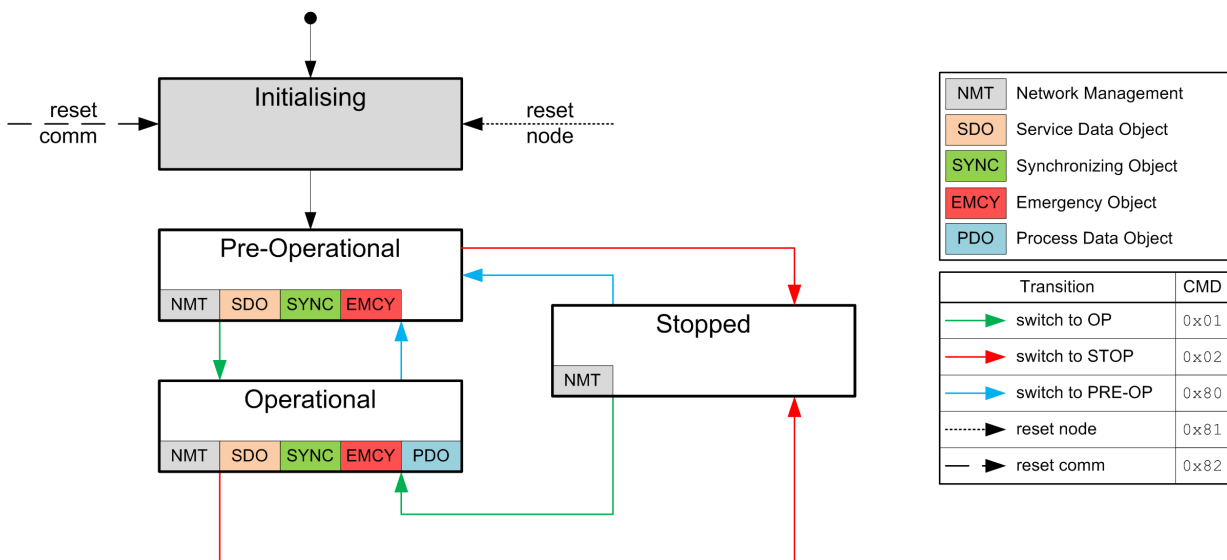 Initialising
reset
comm
reset
node
Pre-Operational
NMT SDO SYNC EMCY
Stopped
NMT
Operational
NMT SDO SYNC EMCY PDO
NMT Network Management
SDO Service Data Object
SYNC Synchronizing Object
EMCY Emergency Object
PDO Process Data Object
Transition CMD
switch to OP 0x01
switch to STOP 0x02
switch to PRE-OP 0x80
reset node 0x81
reset comm 0x82